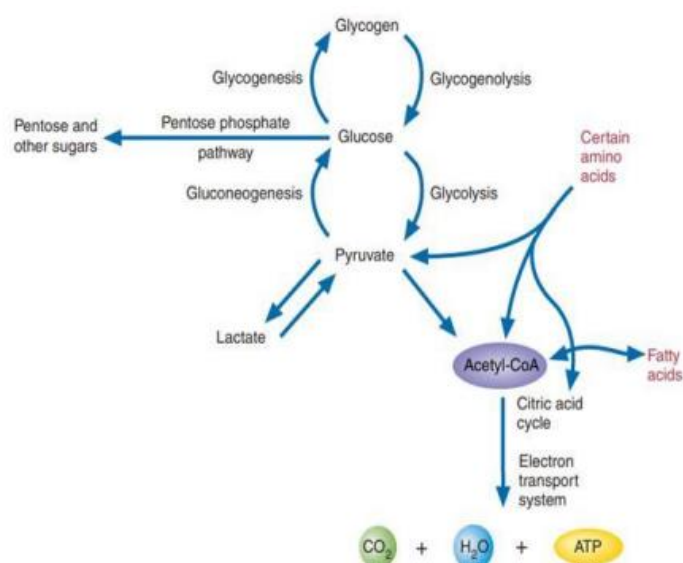 Glycogen
Glycogenesis
Glycogenolysis
Pentose and
other sugars
Pentose phosphate
pathway
Glucose
Certain
amino
acids
Gluconeogenesis
Glycolysis
Pyruvate
Lactate
Acetyl-CoA
Fatty
acids
Citric acid
cycle
Electron
transport
system
CO₂ + H₂O + ATP